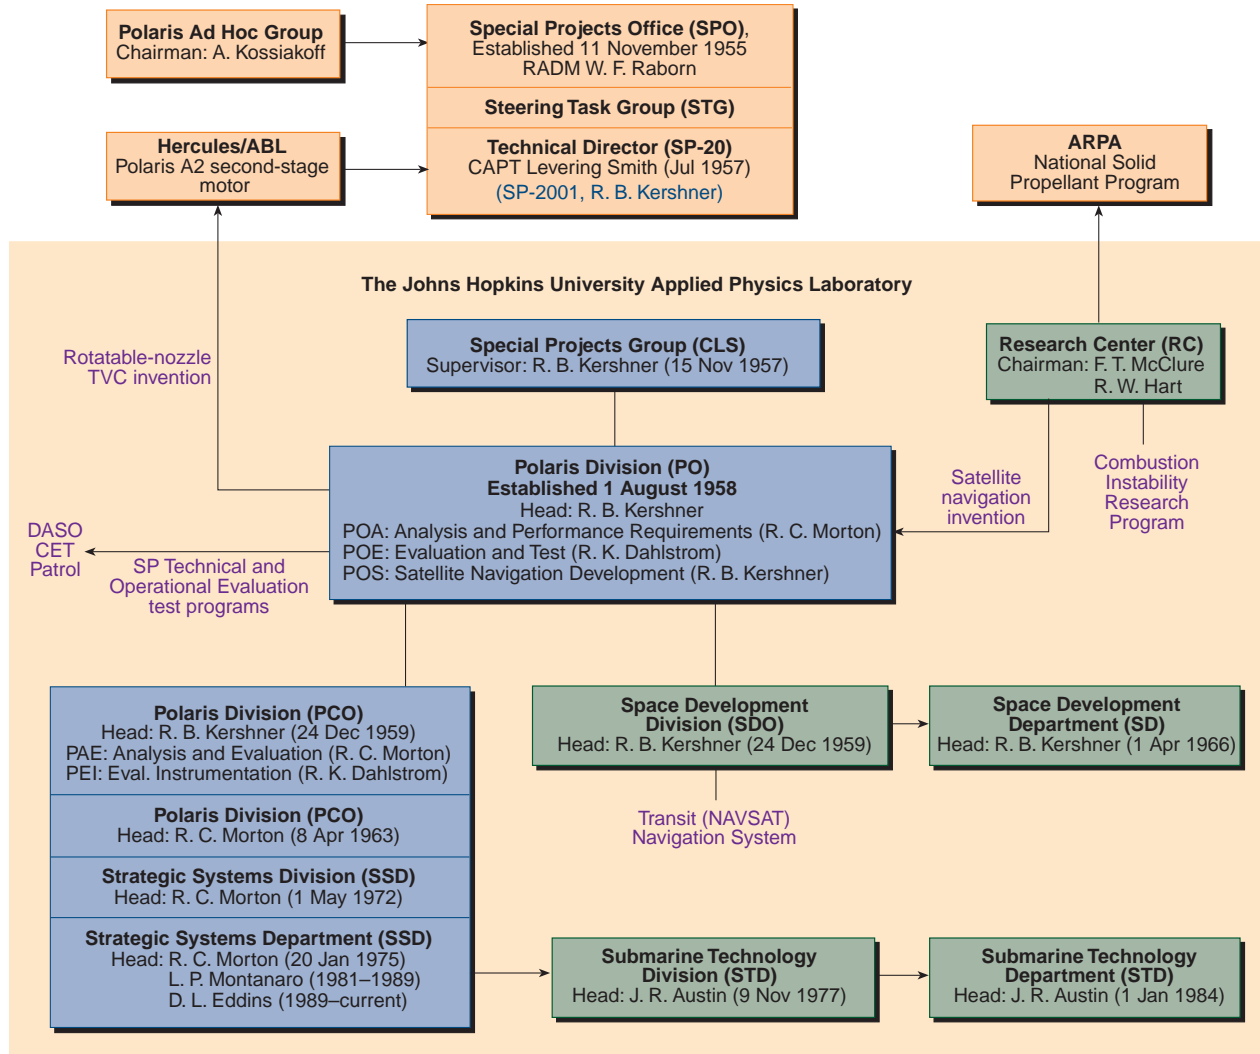 Polaris Ad Hoc Group
Chairman: A. Kossiakoff
Special Projects Office (SPO),
Established 11 November 1955
RADM W. F. Raborn
Steering Task Group (STG)
Technical Director (SP-20)
CAPT Levering Smith (Jul 1957)
(SP-2001, R. B. Kershner)
Hercules/ABL
Polaris A2 second-stage
motor
ARPA
National Solid
Propellant Program
The Johns Hopkins University Applied Physics Laboratory
Rotatable-nozzle
TVC invention
Special Projects Group (CLS)
Supervisor: R. B. Kershner (15 Nov 1957)
Research Center (RC)
Chairman: F. T. McClure
R. W. Hart
Polaris Division (PO)
Established 1 August 1958
Head: R. B. Kershner
POA: Analysis and Performance Requirements (R. C. Morton)
POE: Evaluation and Test (R. K. Dahlstrom)
POS: Satellite Navigation Development (R. B. Kershner)
Satellite
navigation
invention
Combustion
Instability
Research
Program
DASO
CET
Patrol
SP Technical and
Operational Evaluation
test programs
Polaris Division (PCO)
Head: R. B. Kershner (24 Dec 1959)
PAE: Analysis and Evaluation (R. C. Morton)
PEI: Eval. Instrumentation (R. K. Dahlstrom)
Polaris Division (PCO)
Head: R. C. Morton (8 Apr 1963)
Strategic Systems Division (SSD)
Head: R. C. Morton (1 May 1972)
Strategic Systems Department (SSD)
Head: R. C. Morton (20 Jan 1975)
L. P. Montanaro (1981–1989)
D. L. Eddins (1989–current)
Space Development
Division (SDO)
Head: R. B. Kershner (24 Dec 1959)
Space Development
Department (SD)
Head: R. B. Kershner (1 Apr 1966)
Transit (NAVSAT)
Navigation System
Submarine Technology
Division (STD)
Head: J. R. Austin (9 Nov 1977)
Submarine Technology
Department (STD)
Head: J. R. Austin (1 Jan 1984)